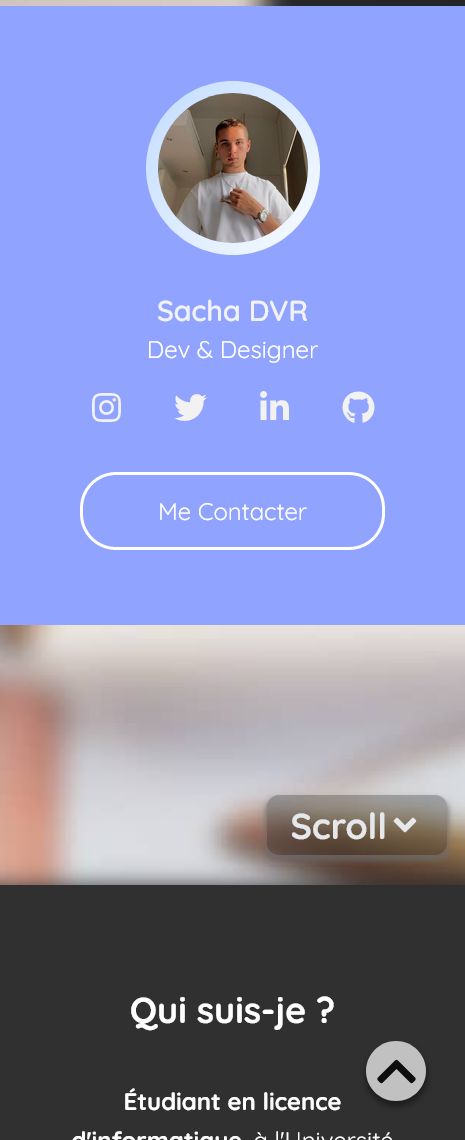 Sacha DVR
Dev & Designer
Me Contacter
Scroll
Qui suis-je ?
Étudiant en licence
d'informatique, à l'Université